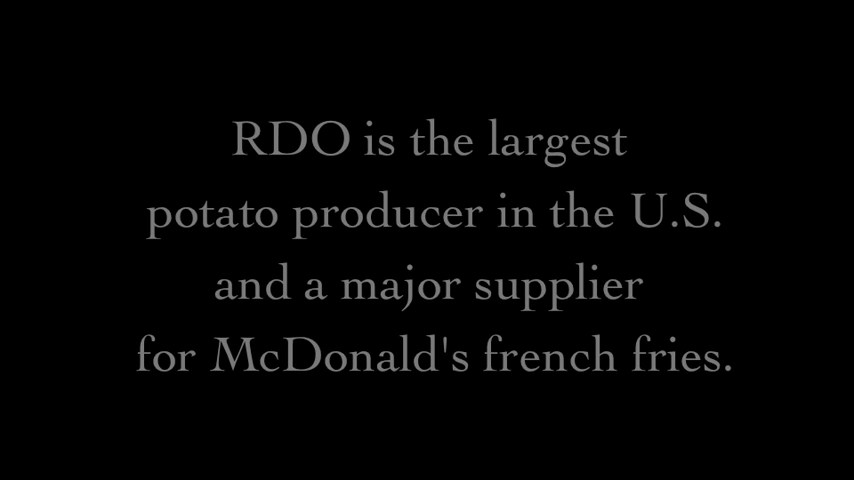 RDO is the largest
potato producer in the U.S.
and a major supplier
for McDonald's french fries.